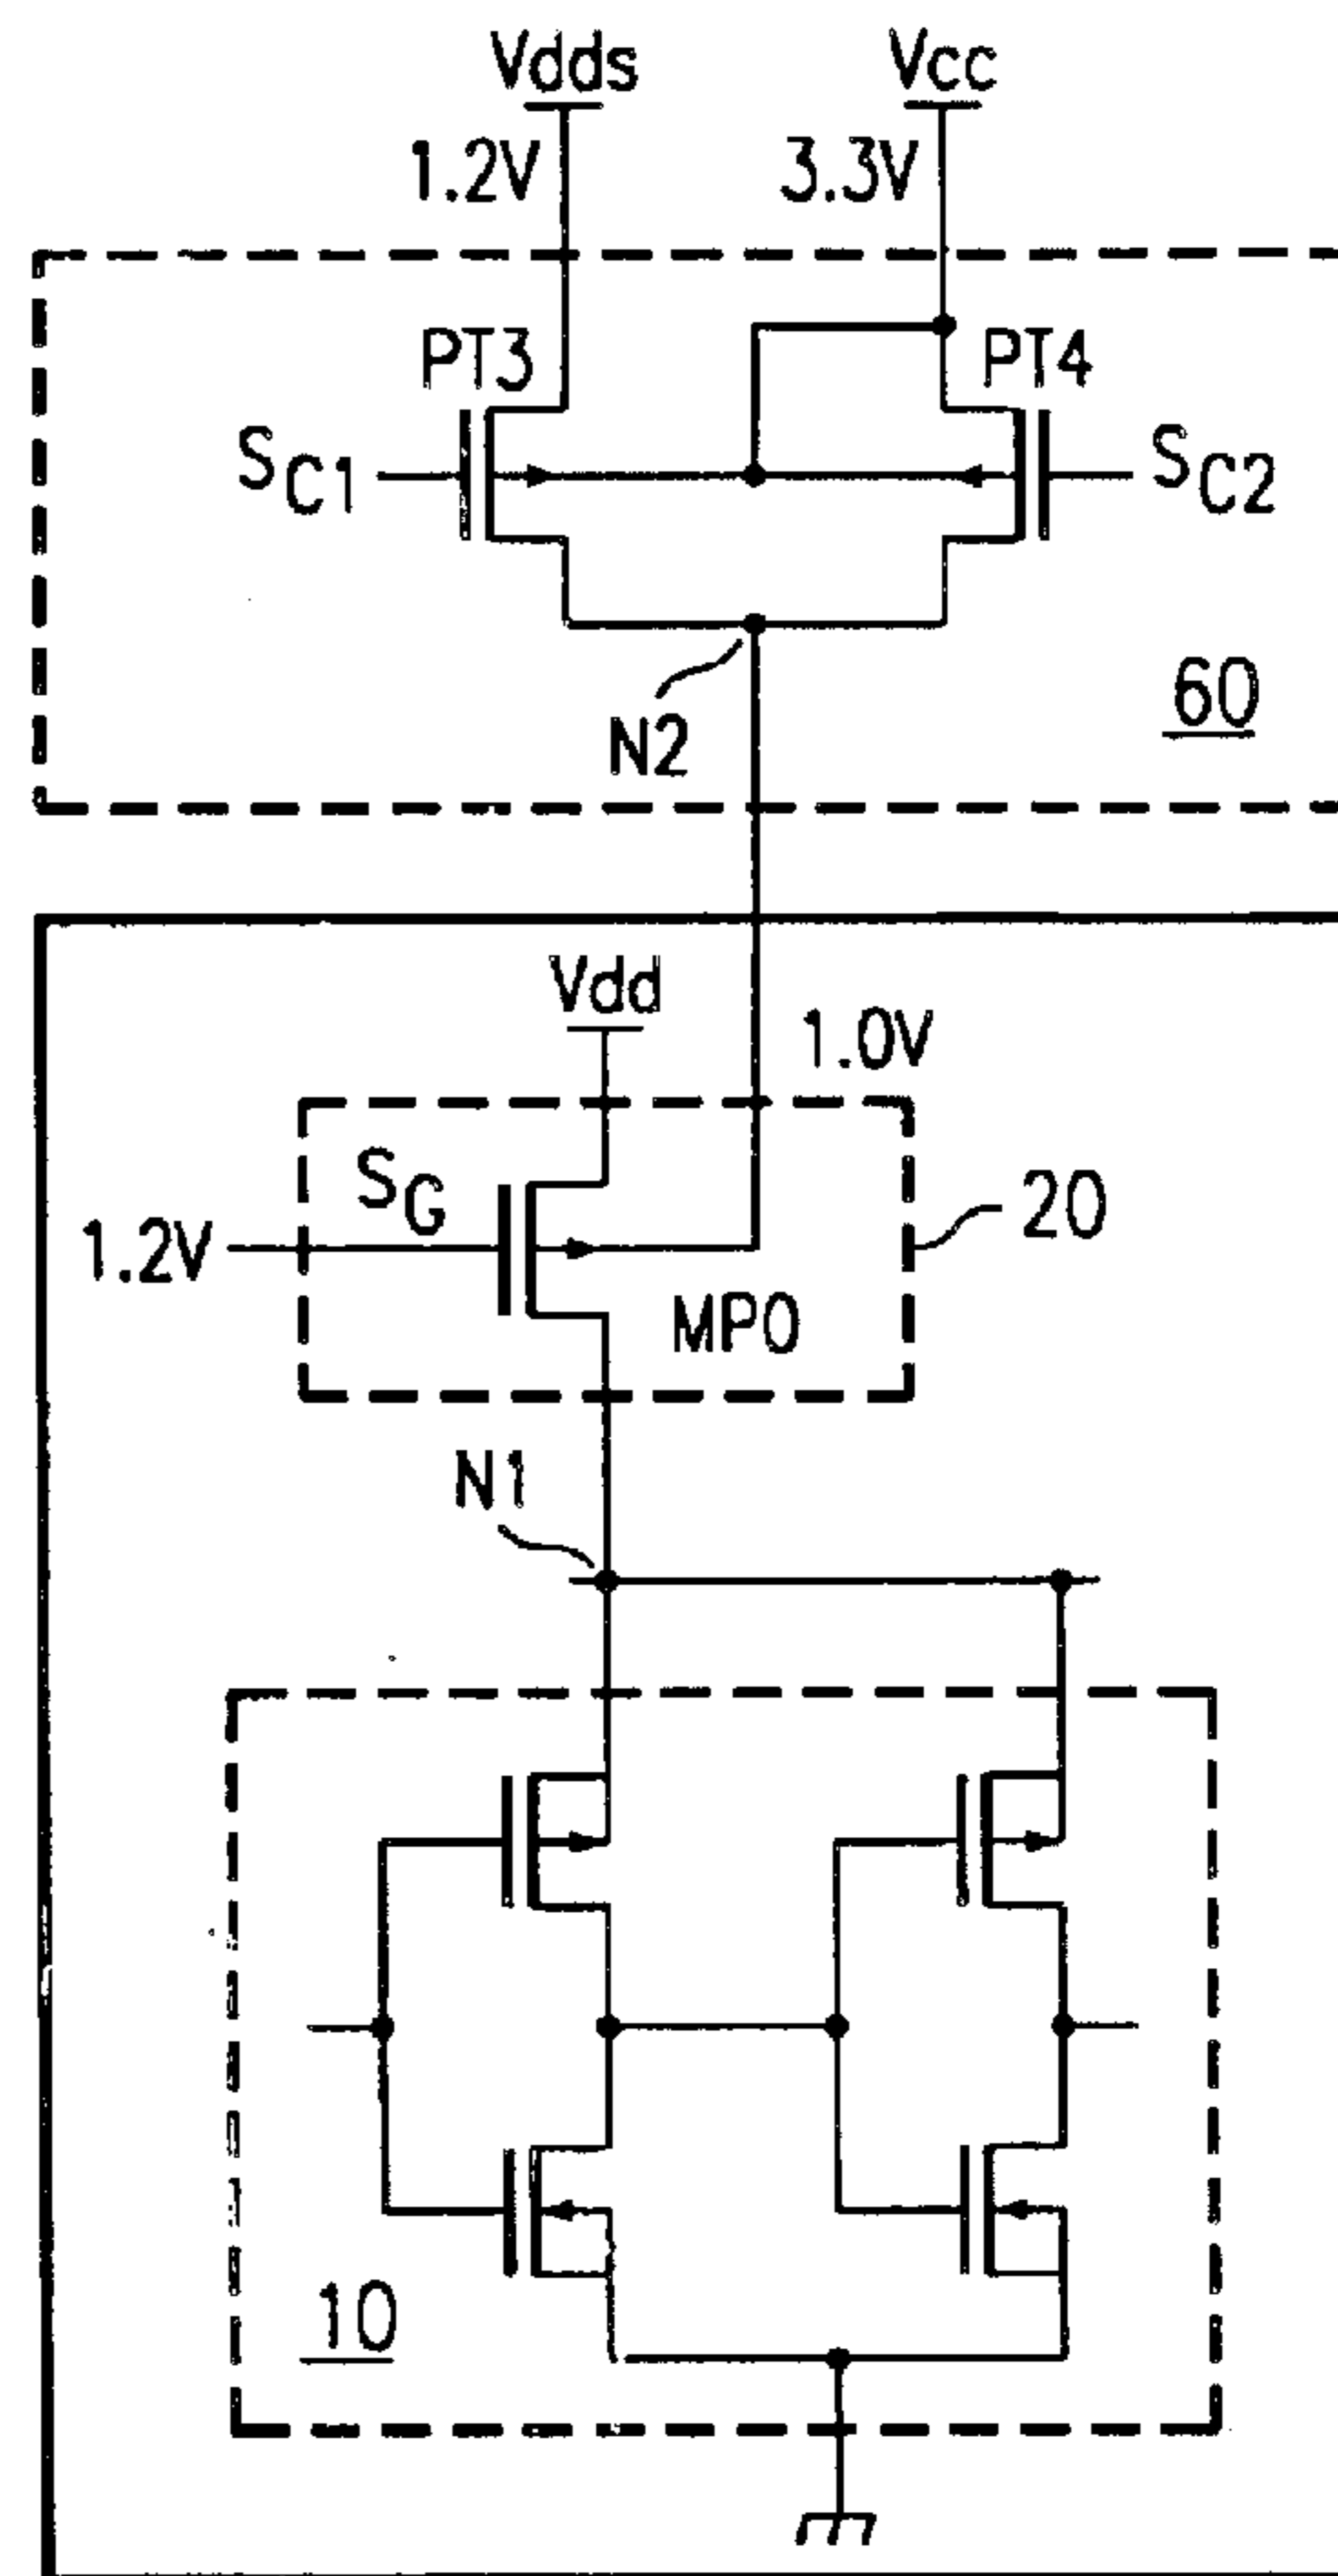 Vdds Vcc
1.2V 3.3V
PT3 PT4
SC1 SC2
N2
60
Vdd
1.0V
SG
1.2V
20
MP0
N1
10